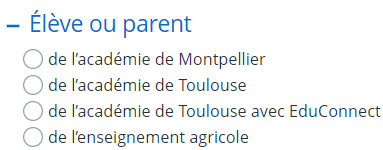 – Élève ou parent
de l’académie de Montpellier
de l’académie de Toulouse
de l’académie de Toulouse avec EduConnect
de l’enseignement agricole